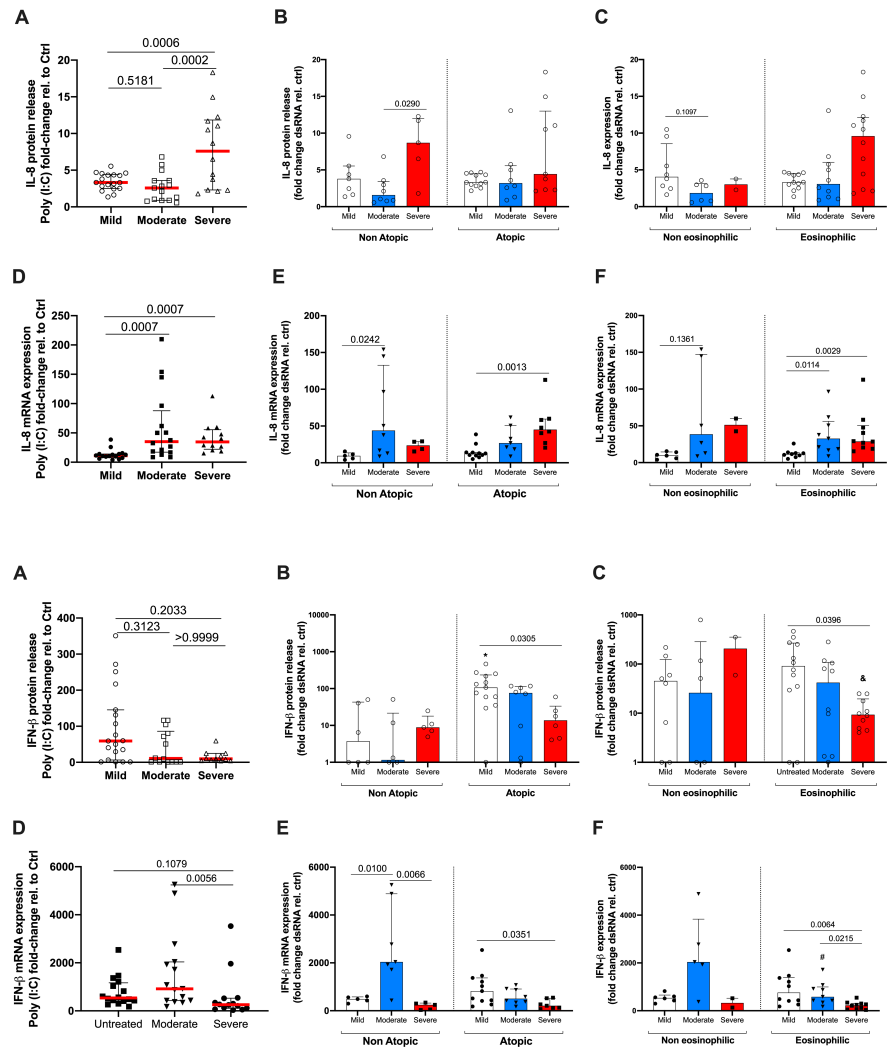 A
IL-8 protein release
Poly (I:C) fold-change rel. to Ctrl
20
15
10
5
0
0.0006
0.0002
0.5181
Mild Moderate Severe
B
IL-8 protein release
(fold change dsRNA rel. ctrl)
20
15
10
5
0
0.0290
Mild Moderate Severe Mild Moderate Severe
Non Atopic Atopic
C
IL-8 expression
(fold change dsRNA rel. ctrl)
20
15
10
5
0
0.1097
Mild Moderate Severe Mild Moderate Severe
Non eosinophilic Eosinophilic
D
IL-8 mRNA expression
Poly (I:C) fold-change rel. to Ctrl
250
200
150
100
50
0
0.0007
0.0007
Mild Moderate Severe
E
IL-8 mRNA expression
(fold change dsRNA rel. ctrl)
200
150
100
50
0
0.0242
0.0013
Mild Moderate Severe Mild Moderate Severe
Non Atopic Atopic
F
IL-8 mRNA expression
(fold change dsRNA rel. ctrl)
200
150
100
50
0
0.1361
0.0029
0.0114
Mild Moderate Severe Mild Moderate Severe
Non eosinophilic Eosinophilic
A
IFN-β protein release
Poly (I:C) fold-change rel. to Ctrl
400
300
200
100
0
0.2033
0.3123
>0.9999
Mild Moderate Severe
B
IFN-β protein release
(fold change dsRNA rel. ctrl)
10000
1000
100
10
1
0.0305
*
Mild Moderate Severe Mild Moderate Severe
Non Atopic Atopic
C
IFN-β protein release
(fold change dsRNA rel. ctrl)
1000
100
10
1
0.0396
&
Mild Moderate Severe Untreated Moderate Severe
Non eosinophilic Eosinophilic
D
IFN-β mRNA expression
Poly (I:C) fold-change rel. to Ctrl
6000
4000
2000
0
0.1079
0.0056
Untreated Moderate Severe
E
IFN-β mRNA expression
(fold change dsRNA rel. ctrl)
6000
4000
2000
0
0.0100
0.0066
0.0351
Mild Moderate Severe Mild Moderate Severe
Non Atopic Atopic
F
IFN-β expression
(fold change dsRNA rel. ctrl)
6000
4000
2000
0
0.0064
0.0215
#
Mild Moderate Severe Mild Moderate Severe
Non eosinophilic Eosinophilic